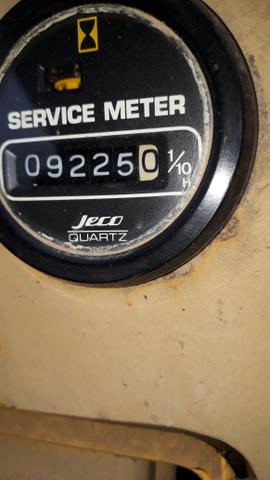 SERVICE METER
092250 1/10
H
Jeco
QUARTZ